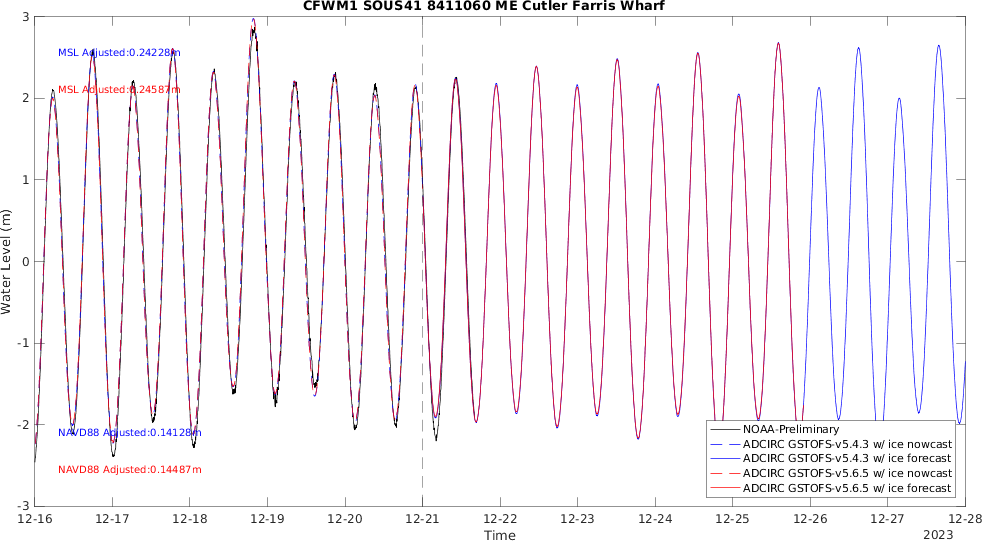 CFWM1 SOUS41 8411060 ME Cutler Farris Wharf
3
MSL Adjusted:0.24228m
MSL Adjusted:0.24587m
2
1
Water Level (m)
0
-1
-2
NAVD88 Adjusted:0.14128m
NAVD88 Adjusted:0.14487m
NOAA-Preliminary
ADCIRC GSTOFS-v5.4.3 w/ ice nowcast
ADCIRC GSTOFS-v5.4.3 w/ ice forecast
ADCIRC GSTOFS-v5.6.5 w/ ice nowcast
ADCIRC GSTOFS-v5.6.5 w/ ice forecast
-3
12-16 12-17 12-18 12-19 12-20 12-21 12-22 12-23 12-24 12-25 12-26 12-27 12-28
Time
2023